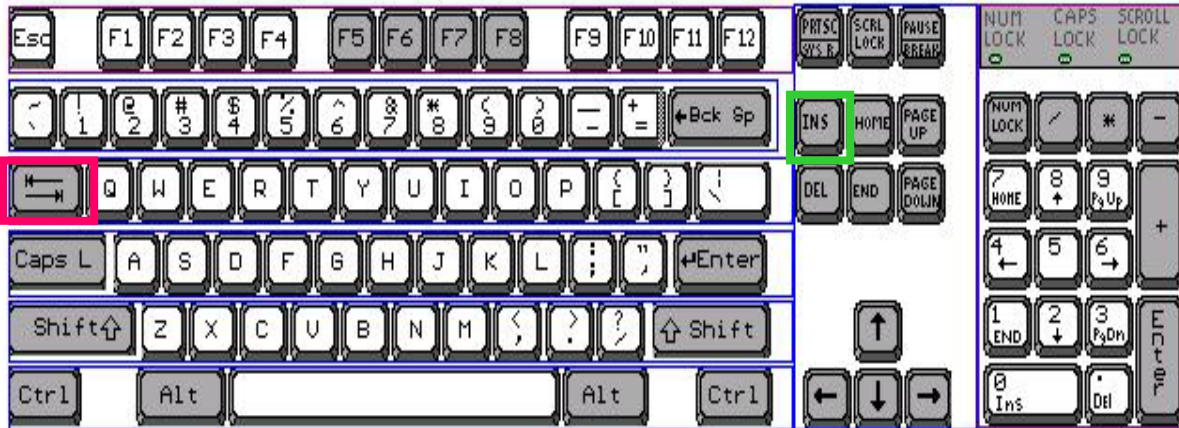 Esc F1 F2 F3 F4 F5 F6 F7 F8 F9 F10 F11 F12 PRTSC SYS R SCRL LOCK PAUSE BREAK NUM LOCK CAPS LOCK SCROLL LOCK
~ ` ! 1 @ 2 # 3 $ 4 % 5 ^ 6 & 7 * 8 ( 9 ) 0 — - + = ←Bck Sp INS HOME PAGE UP NUM LOCK / * -
Q W E R T Y U I O P { [ } ] ¦ \ DEL END PAGE DOWN 7 HOME 8 ↑ 9 PgUp +
Caps L A S D F G H J K L : ; " , ↵Enter 4 ← 5 6 →
Shift⇧ Z X C V B N M < , > . ? / ⇧ Shift ↑ 1 END 2 ↓ 3 PgDn Enter
Ctrl Alt Alt Ctrl ← ↓ → 0 Ins . Del